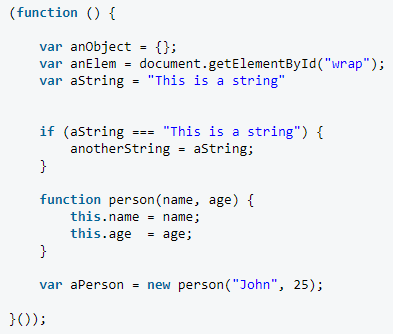 (function () {
    var anObject = {};
    var anElem = document.getElementById("wrap");
    var aString = "This is a string"
    if (aString === "This is a string") {
        anotherString = aString;
    }
    function person(name, age) {
        this.name = name;
        this.age  = age;
    }
    var aPerson = new person("John", 25);
}());